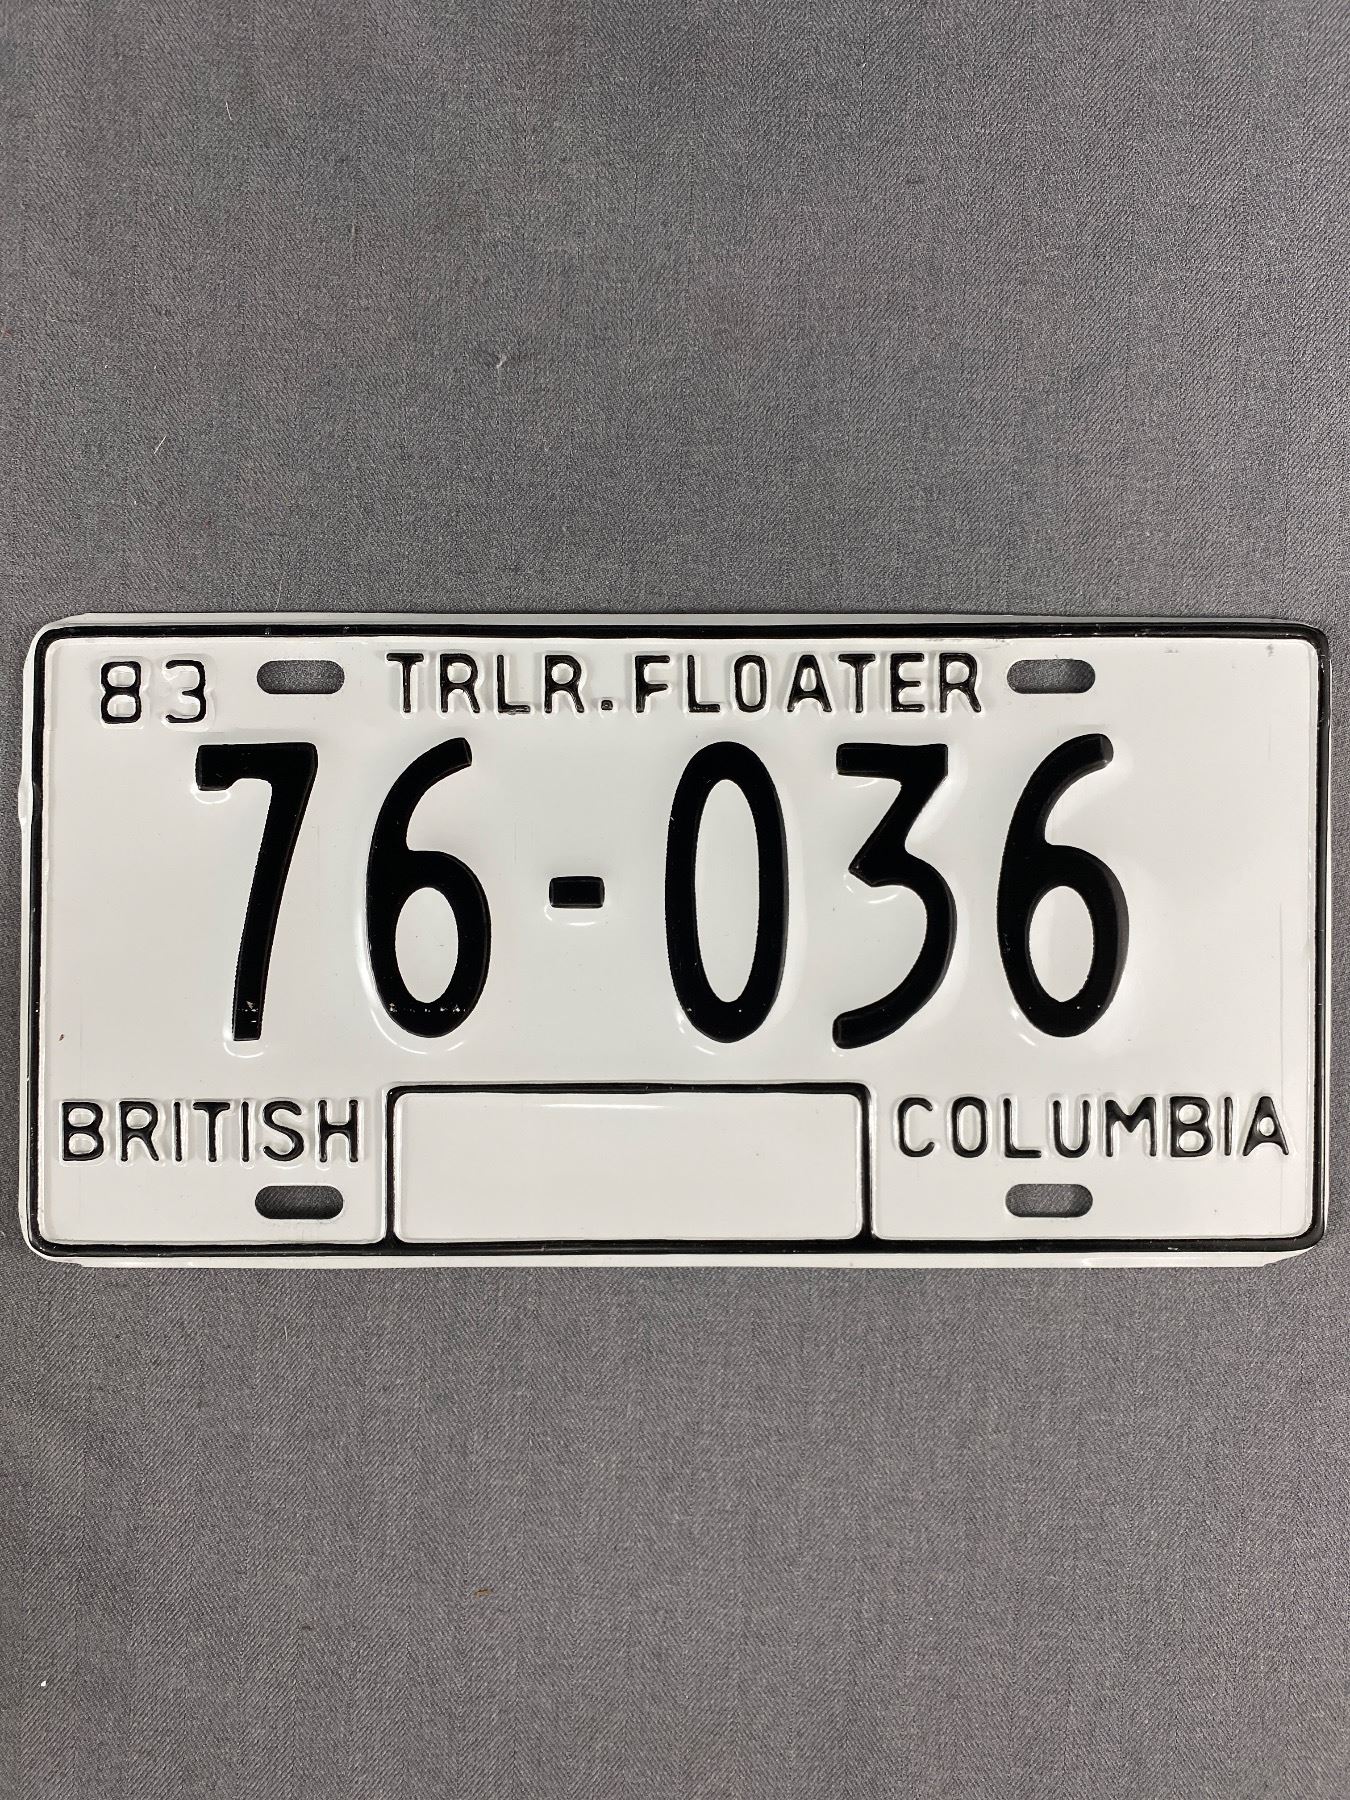 83 TRLR. FLOATER
76-036
BRITISH COLUMBIA